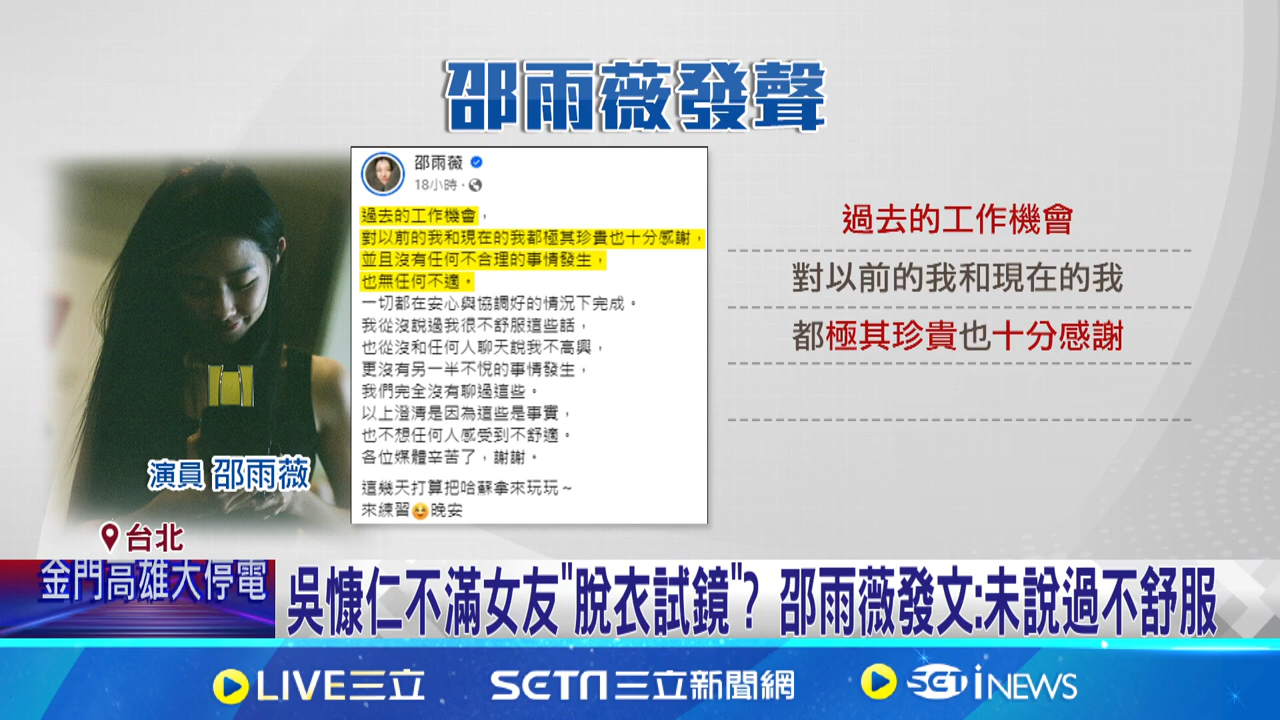 邵雨薇發聲
邵雨薇
18小時
過去的工作機會，
對以前的我和現在的我都極其珍貴也十分感謝，
並且沒有任何不合理的事情發生，
也無任何不適。
一切都在安心與協調好的情況下完成。
我從沒說過我很不舒服這些話，
也從沒和任何人聊天說我不高興，
更沒有另一半不悅的事情發生，
我們完全沒有聊過這些。
以上澄清是因為這些是事實，
也不想任何人感受到不舒適。
各位媒體辛苦了，謝謝。
這幾天打算把哈蘇拿來玩玩~
來練習😊晚安
過去的工作機會
對以前的我和現在的我
都極其珍貴也十分感謝
演員 邵雨薇
台北
金門高雄大停電
吳慷仁不滿女友"脫衣試鏡"? 邵雨薇發文:未說過不舒服
LIVE三立
SETN三立新聞網
SETiNEWS